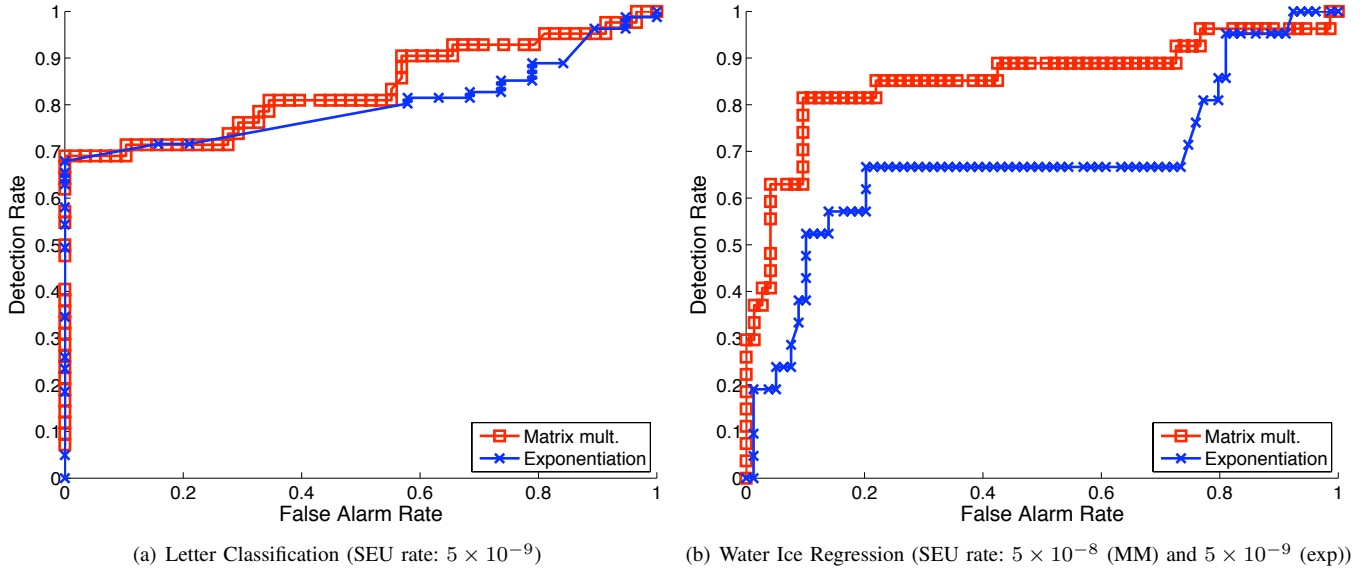 1
0.9
0.8
0.7
0.6
0.5
0.4
0.3
0.2
0.1
0
Detection Rate
0 0.2 0.4 0.6 0.8 1
False Alarm Rate
Matrix mult.
Exponentiation
(a) Letter Classification (SEU rate: 5 × 10⁻⁹)
1
0.9
0.8
0.7
0.6
0.5
0.4
0.3
0.2
0.1
0
Detection Rate
0 0.2 0.4 0.6 0.8 1
False Alarm Rate
Matrix mult.
Exponentiation
(b) Water Ice Regression (SEU rate: 5 × 10⁻⁸ (MM) and 5 × 10⁻⁹ (exp))